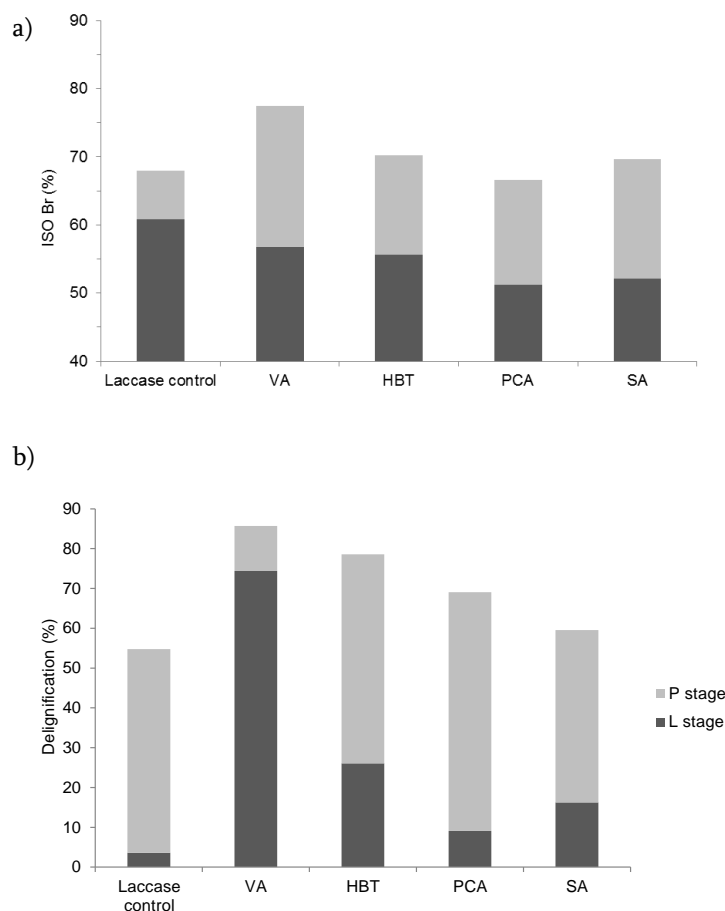 a)
ISO Br (%)
90
80
70
60
50
40
Laccase control VA HBT PCA SA
b)
Delignification (%)
90
80
70
60
50
40
30
20
10
0
Laccase
control VA HBT PCA SA
P stage
L stage